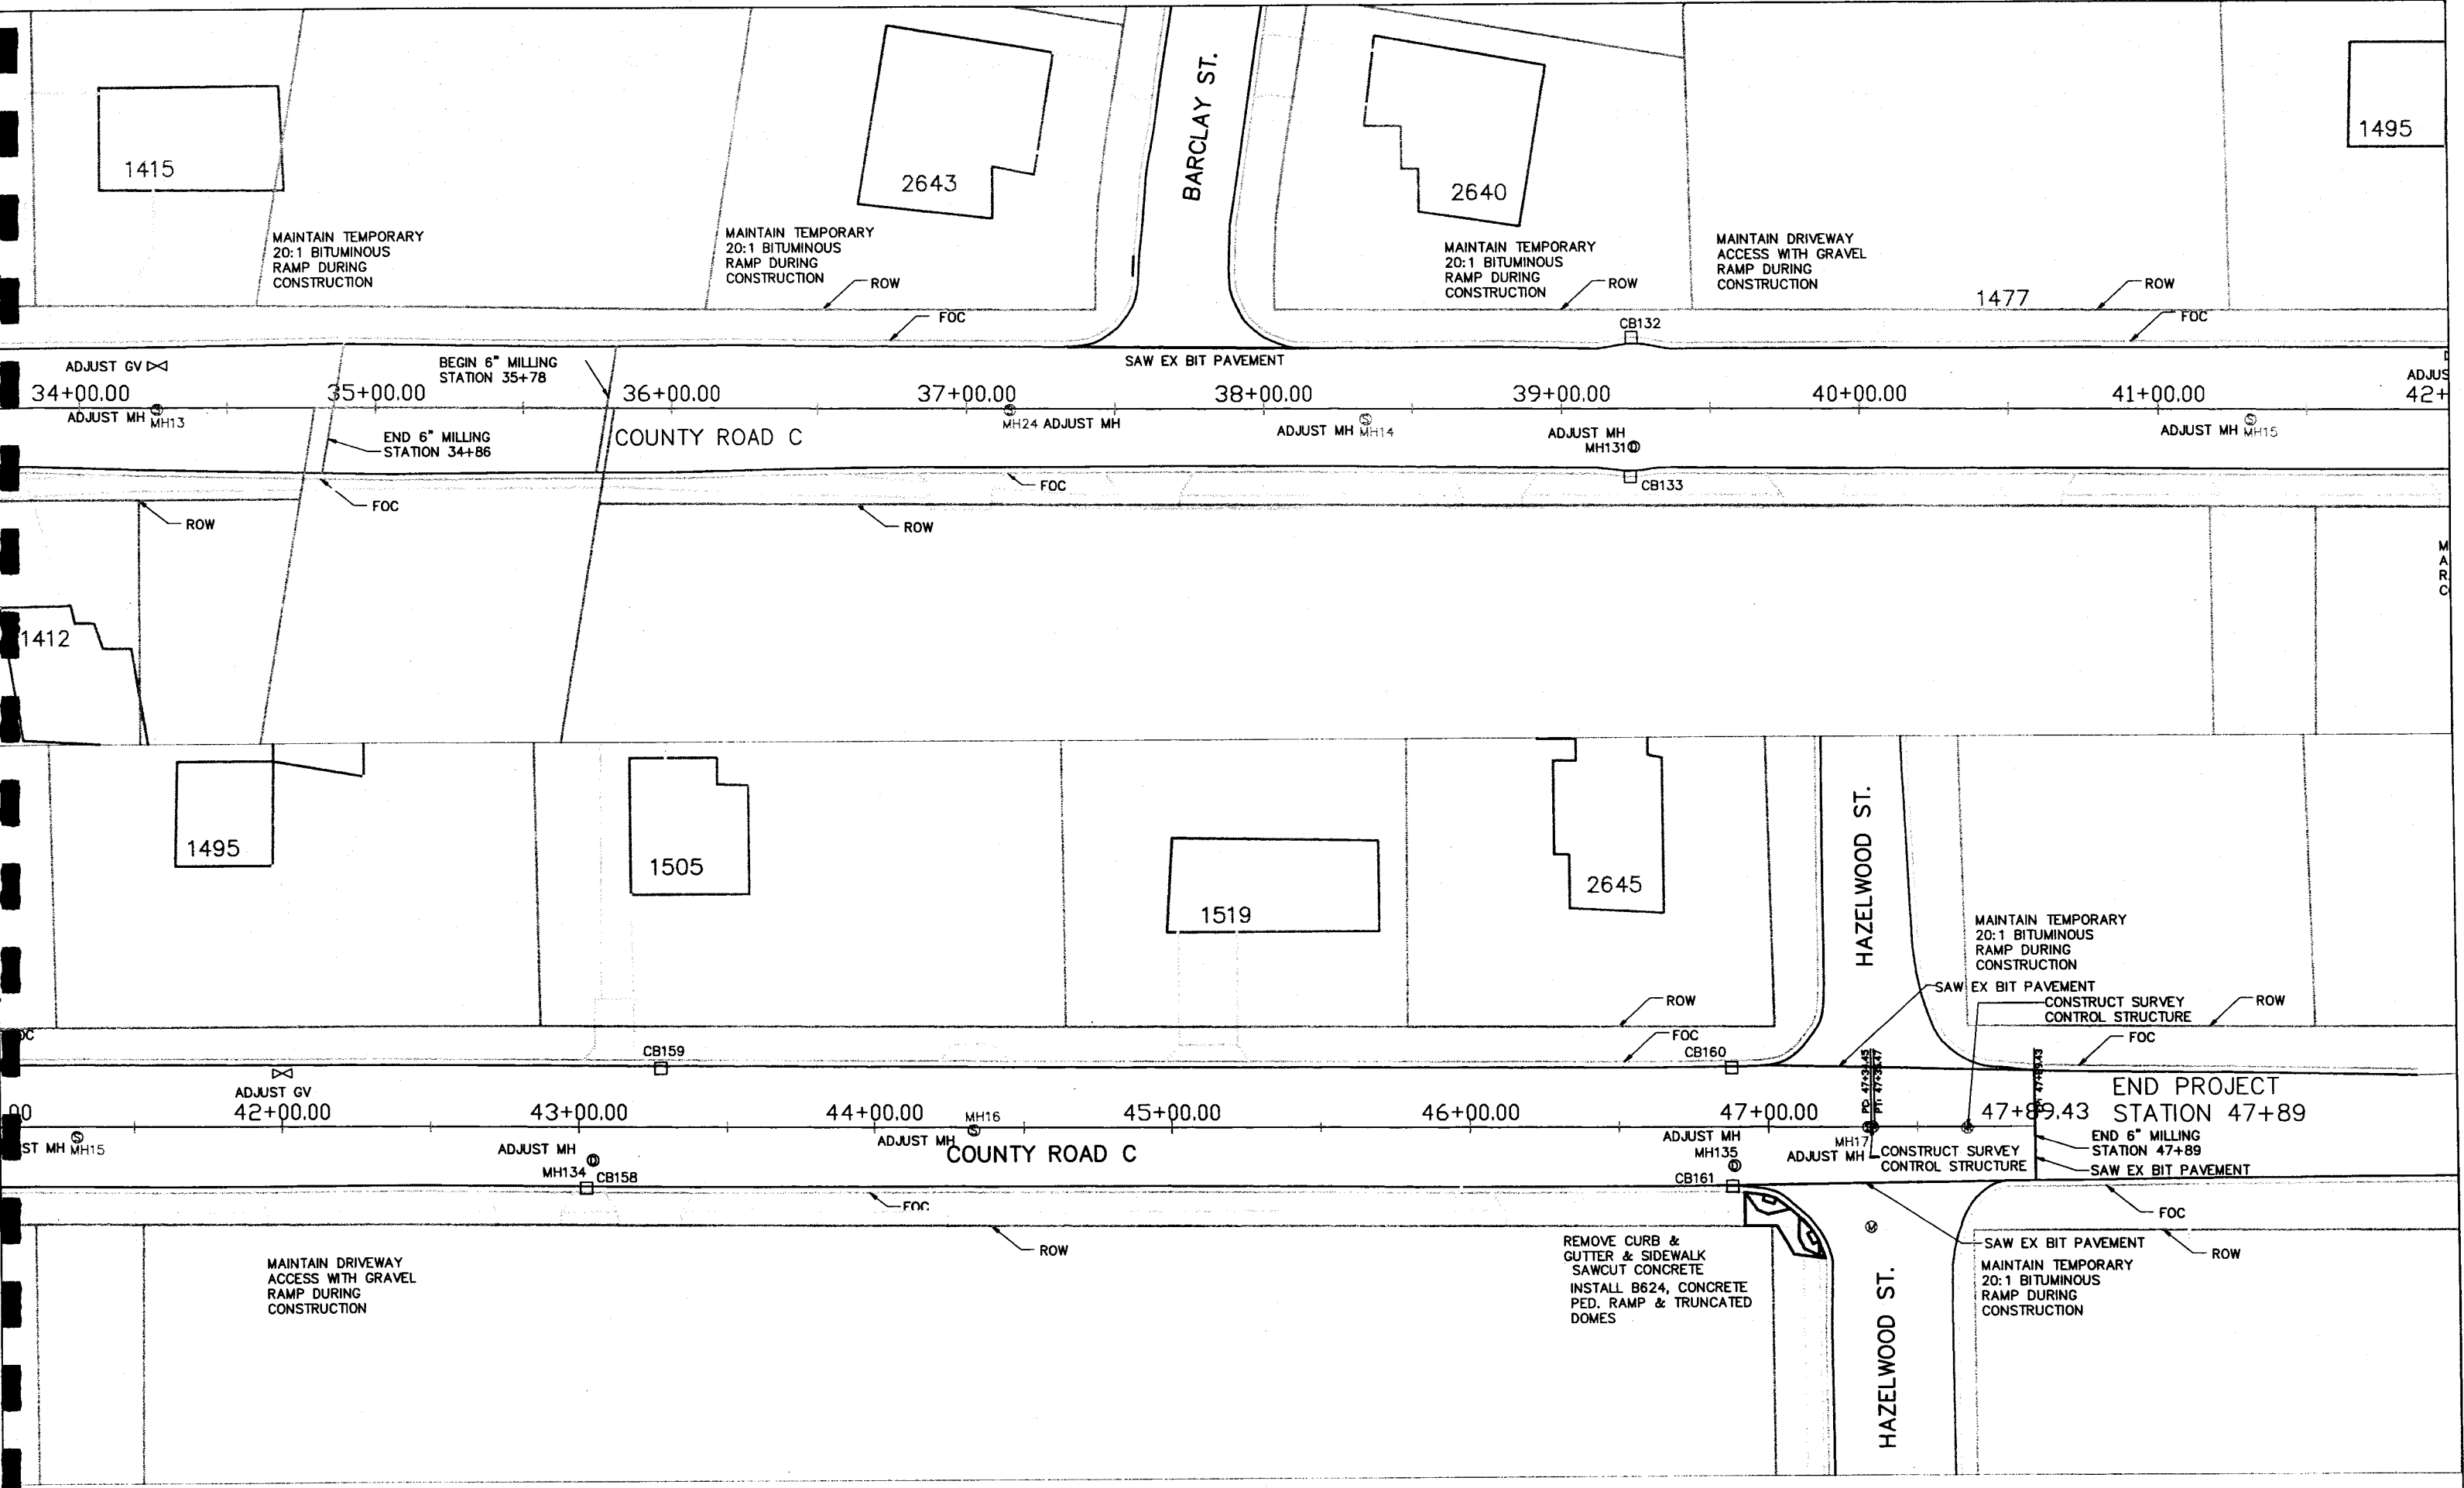 BARCLAY ST.
1415
2643
2640
1495
MAINTAIN TEMPORARY
20:1 BITUMINOUS
RAMP DURING
CONSTRUCTION
MAINTAIN TEMPORARY
20:1 BITUMINOUS
RAMP DURING
CONSTRUCTION
ROW
MAINTAIN TEMPORARY
20:1 BITUMINOUS
RAMP DURING
CONSTRUCTION
ROW
MAINTAIN DRIVEWAY
ACCESS WITH GRAVEL
RAMP DURING
CONSTRUCTION
1477
ROW
FOC
CB132
FOC
ADJUST GV
BEGIN 6" MILLING
STATION 35+78
SAW EX BIT PAVEMENT
ADJUS
34+00.00
35+00.00
36+00.00
37+00.00
38+00.00
39+00.00
40+00.00
41+00.00
42+
ADJUST MH MH13
END 6" MILLING
STATION 34+86
COUNTY ROAD C
MH24 ADJUST MH
ADJUST MH MH14
ADJUST MH
MH131
ADJUST MH MH15
FOC
ROW
FOC
ROW
CB133
M
A
R
C
1412
1495
1505
1519
2645
HAZELWOOD ST.
MAINTAIN TEMPORARY
20:1 BITUMINOUS
RAMP DURING
CONSTRUCTION
SAW EX BIT PAVEMENT
CONSTRUCT SURVEY
CONTROL STRUCTURE
ROW
ROW
FOC
FOC
OC
CB159
CB160
ADJUST GV
00
42+00.00
43+00.00
44+00.00
45+00.00
46+00.00
47+00.00
47+89.43
END PROJECT
STATION 47+89
MH16
ST MH MH15
ADJUST MH
MH134
CB158
ADJUST MH
COUNTY ROAD C
ADJUST MH
MH135
CB161
MH17
ADJUST MH
CONSTRUCT SURVEY
CONTROL STRUCTURE
END 6" MILLING
STATION 47+89
SAW EX BIT PAVEMENT
FOC
ROW
FOC
ROW
SAW EX BIT PAVEMENT
MAINTAIN DRIVEWAY
ACCESS WITH GRAVEL
RAMP DURING
CONSTRUCTION
REMOVE CURB &
GUTTER & SIDEWALK
SAWCUT CONCRETE
INSTALL B624, CONCRETE
PED. RAMP & TRUNCATED
DOMES
MAINTAIN TEMPORARY
20:1 BITUMINOUS
RAMP DURING
CONSTRUCTION
HAZELWOOD ST.